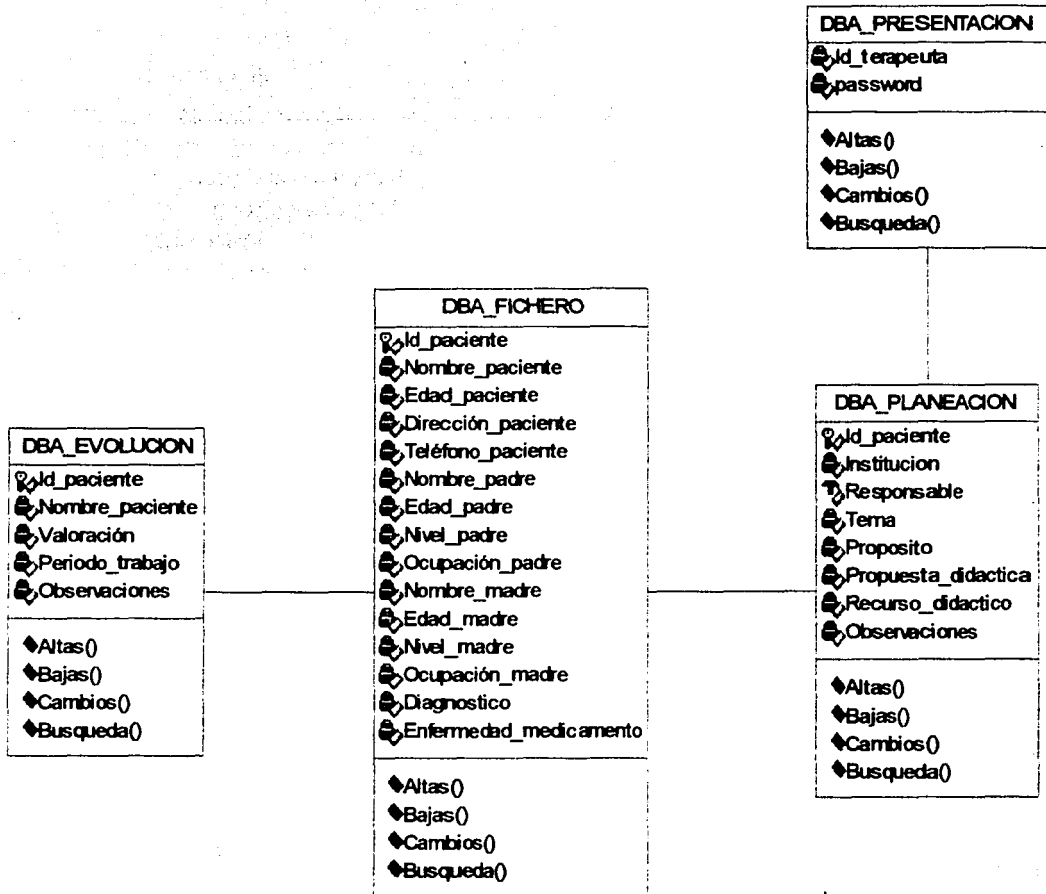 DBA_PRESENTACION
Id_terapeuta
password
Altas()
Bajas()
Cambios()
Busqueda()
DBA_FICHERO
Id_paciente
Nombre_paciente
Edad_paciente
Dirección_paciente
Teléfono_paciente
Nombre_padre
Edad_padre
Nivel_padre
Ocupación_padre
Nombre_madre
Edad_madre
Nivel_madre
Ocupación_madre
Diagnostico
Enfermedad_medicamento
Altas()
Bajas()
Cambios()
Busqueda()
DBA_EVOLUCION
Id_paciente
Nombre_paciente
Valoración
Periodo_trabajo
Observaciones
Altas()
Bajas()
Cambios()
Busqueda()
DBA_PLANEACION
Id_paciente
Institucion
Responsable
Tema
Proposito
Propuesta_didactica
Recurso_didactico
Observaciones
Altas()
Bajas()
Cambios()
Busqueda()